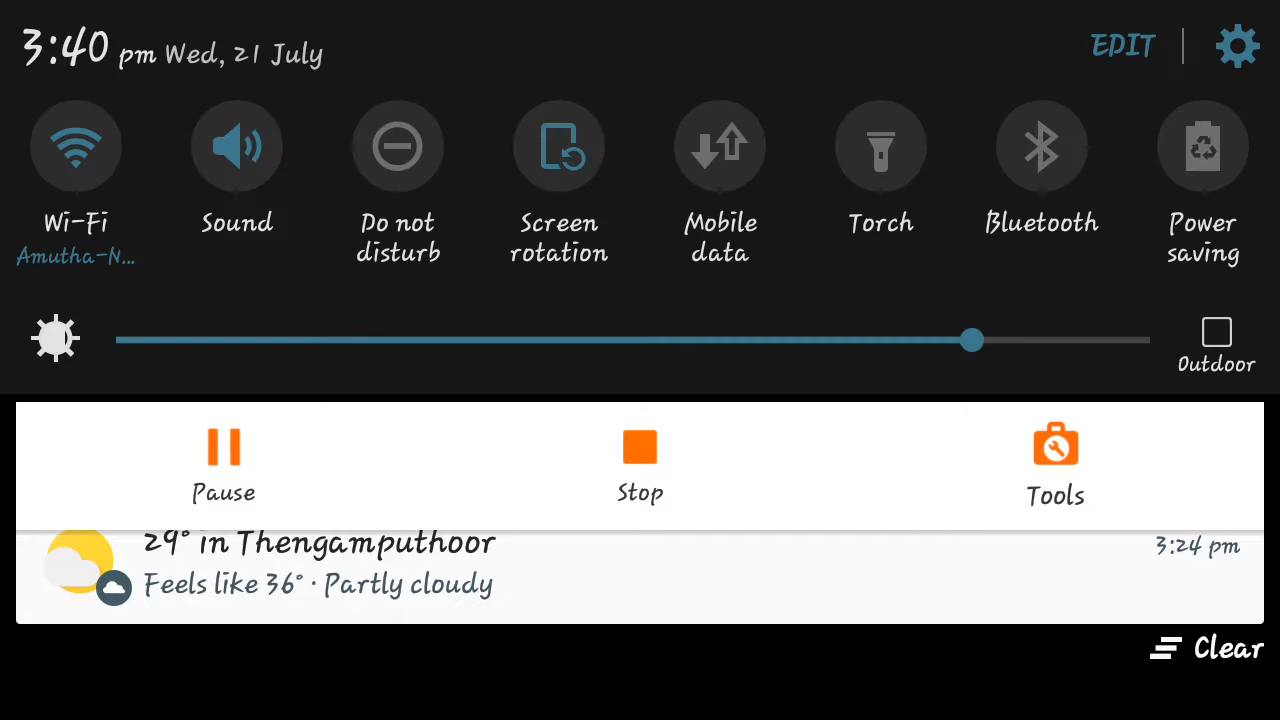 3:40 pm Wed, 21 July
EDIT
Wi-Fi
Amutha-N...
Sound
Do not
disturb
Screen
rotation
Mobile
data
Torch
Bluetooth
Power
saving
Outdoor
Pause
Stop
Tools
29° in Thengamputhoor
3:24 pm
Feels like 36° · Partly cloudy
Clear